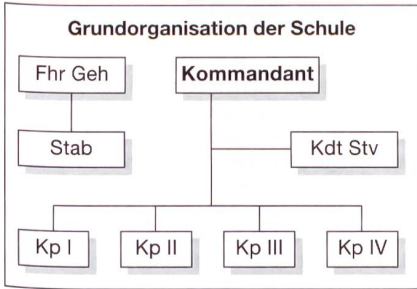 Grundorganisation der Schule
Fhr Geh
Kommandant
Stab
Kdt Stv
Kp I
Kp II
Kp III
Kp IV